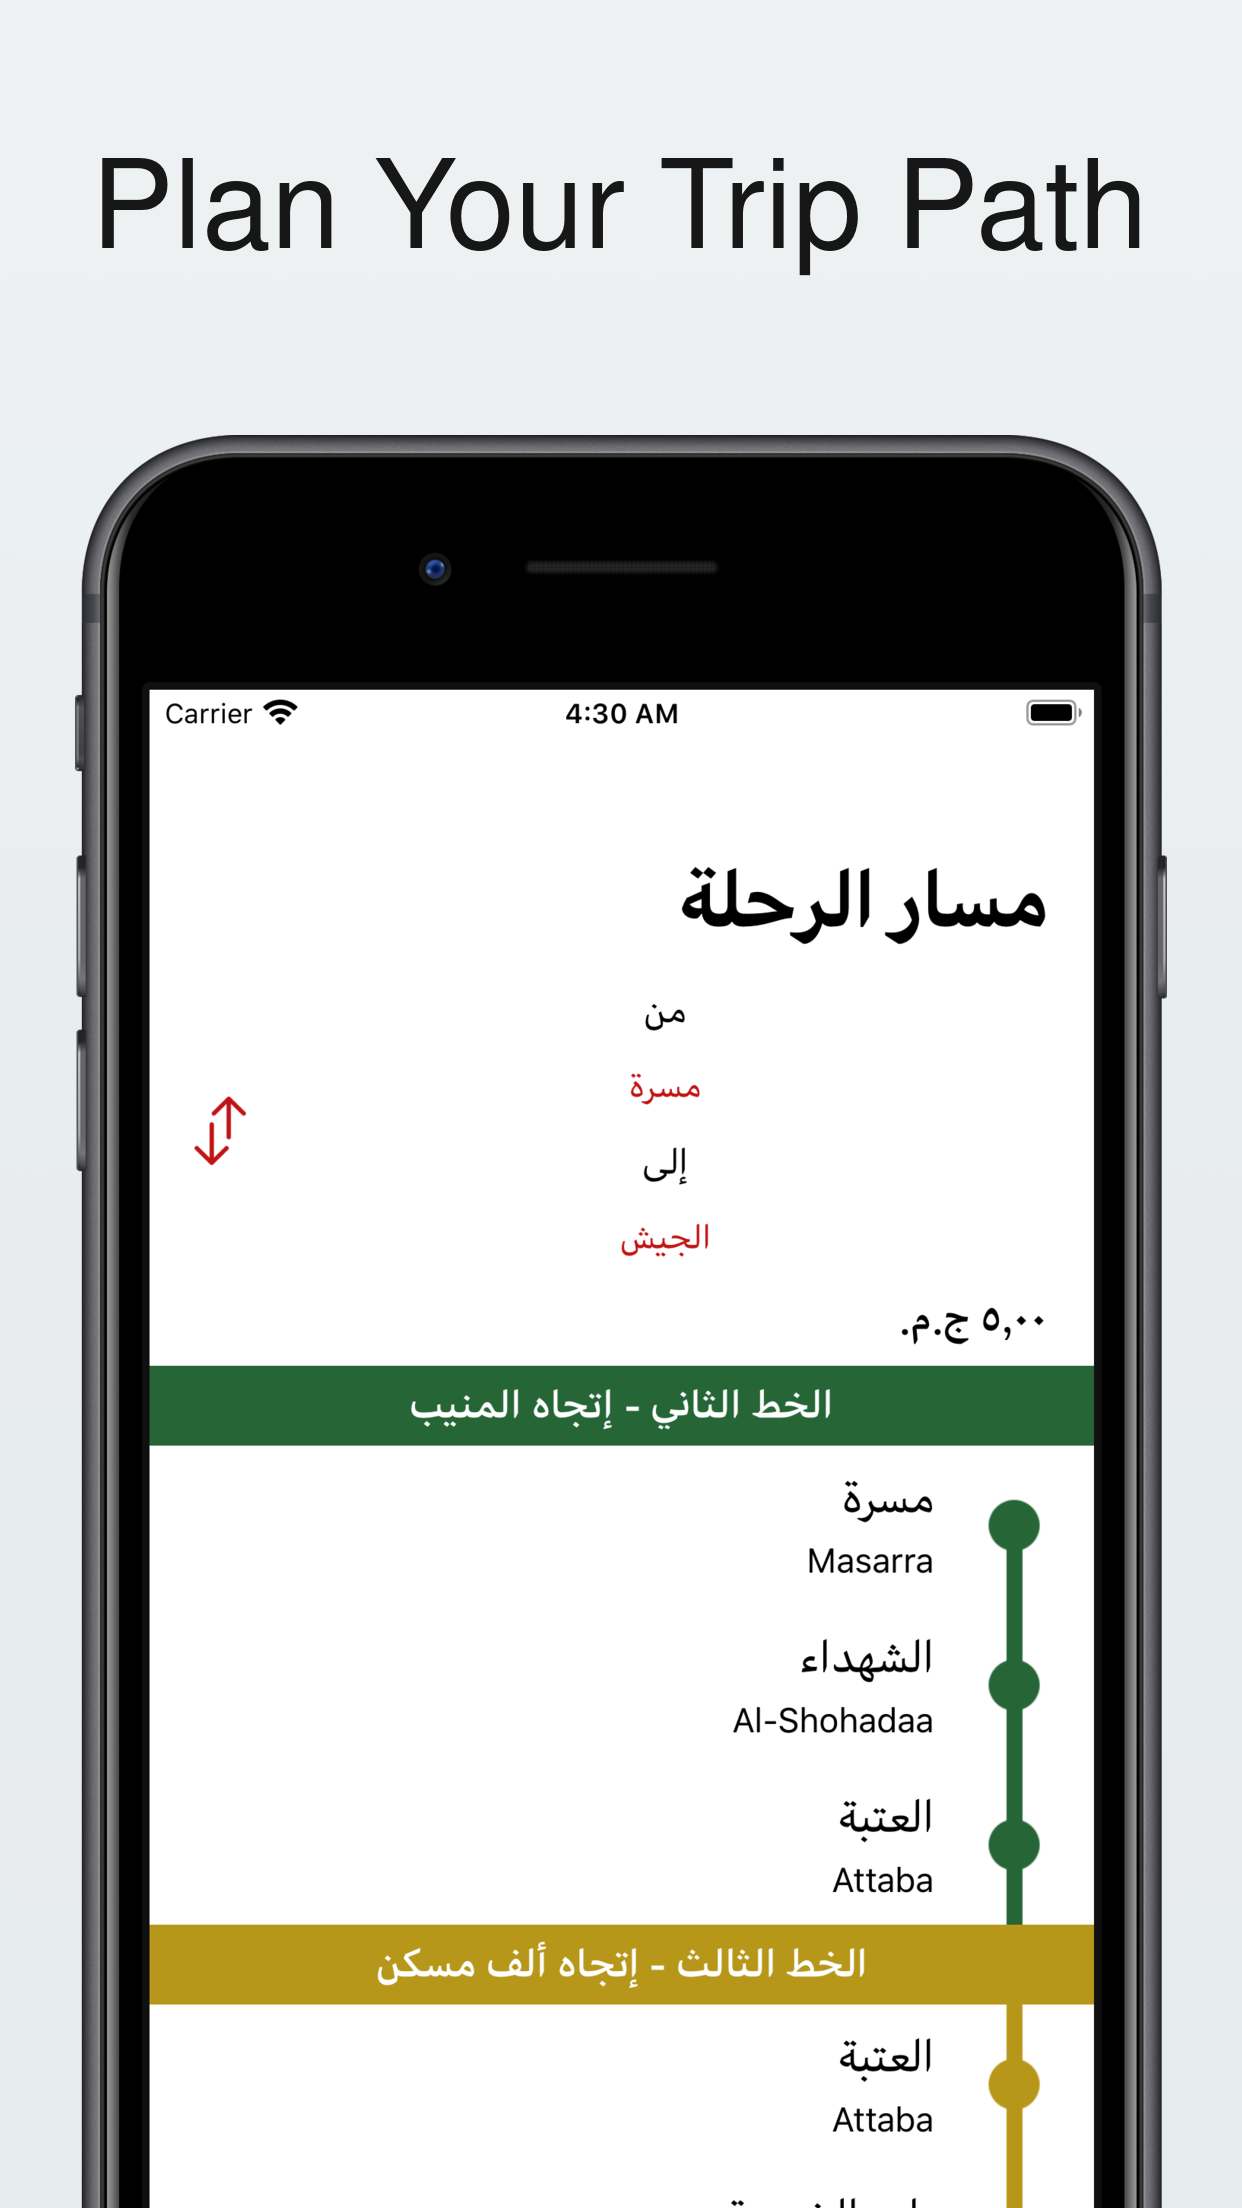 Plan Your Trip Path
Carrier 4:30 AM
مسار الرحلة
من
مسرة
إلى
الجيش
٥,٠٠ ج.م.
الخط الثاني - إتجاه المنيب
مسرة
Masarra
الشهداء
Al-Shohadaa
العتبة
Attaba
الخط الثالث - إتجاه ألف مسكن
العتبة
Attaba